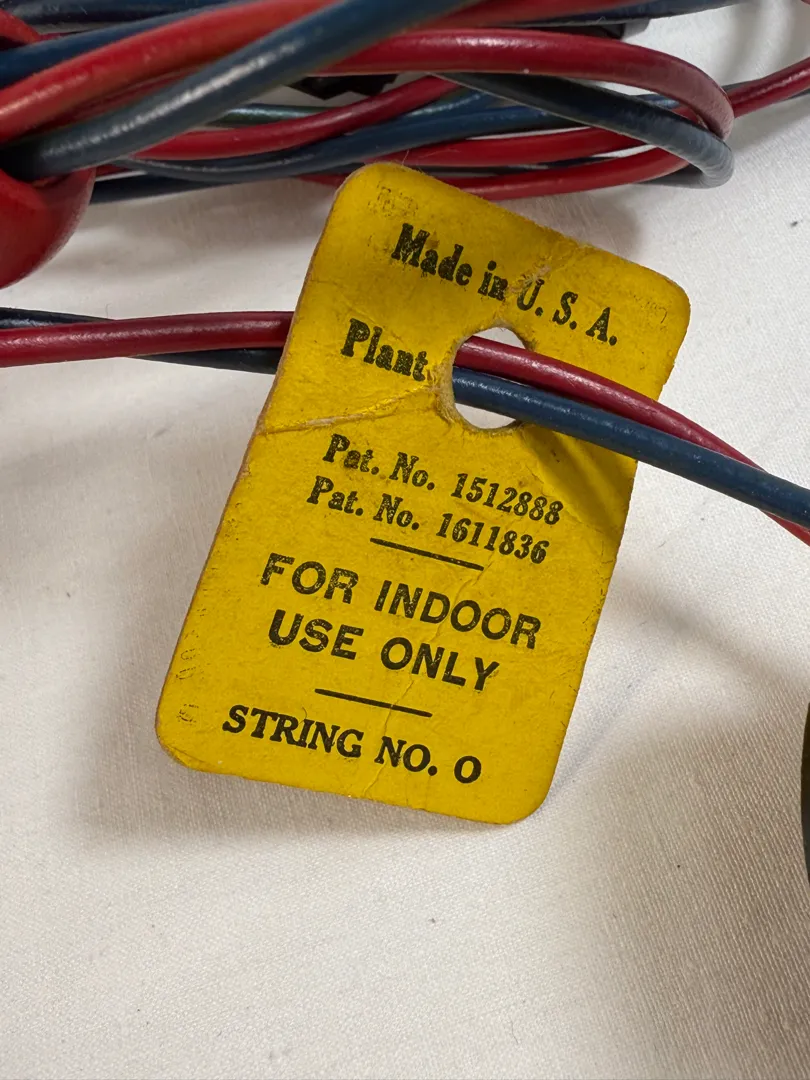 Made in U. S. A.
Plant
Pat. No. 1512888
Pat. No. 1611836
FOR INDOOR
USE ONLY
STRING NO. 0